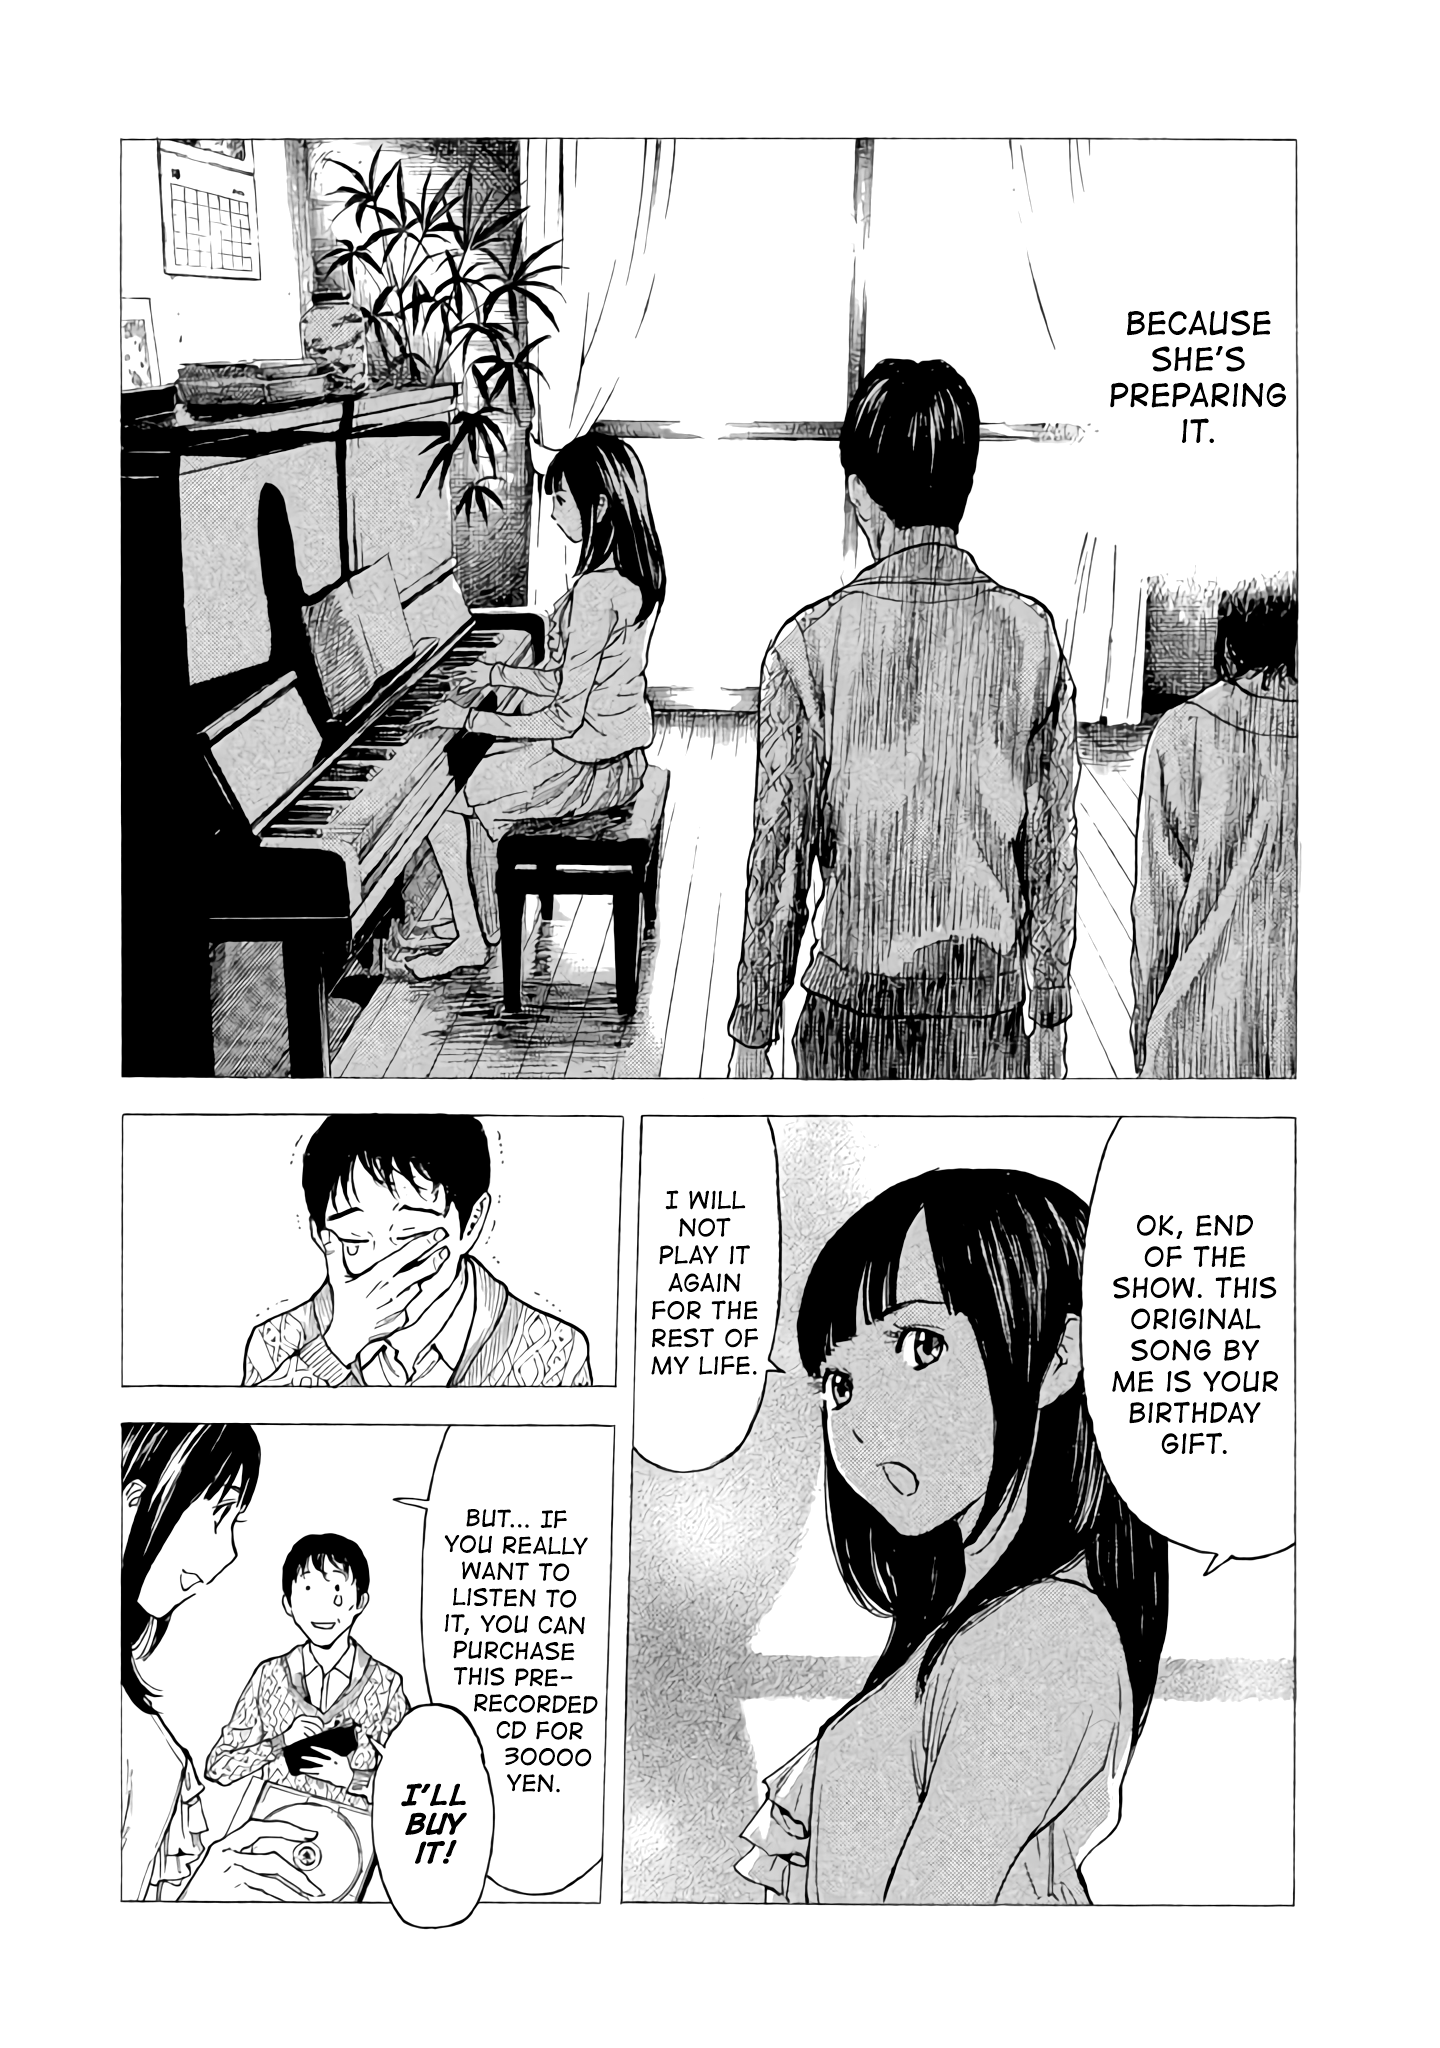 BECAUSE
SHE'S
PREPARING
IT.
OK, END
OF THE
SHOW. THIS
ORIGINAL
SONG BY
ME IS YOUR
BIRTHDAY
GIFT.
I WILL
NOT
PLAY IT
AGAIN
FOR THE
REST OF
MY LIFE.
BUT... IF
YOU REALLY
WANT TO
LISTEN TO
IT, YOU CAN
PURCHASE
THIS PRE-
RECORDED
CD FOR
30000
YEN.
I'LL
BUY
IT!